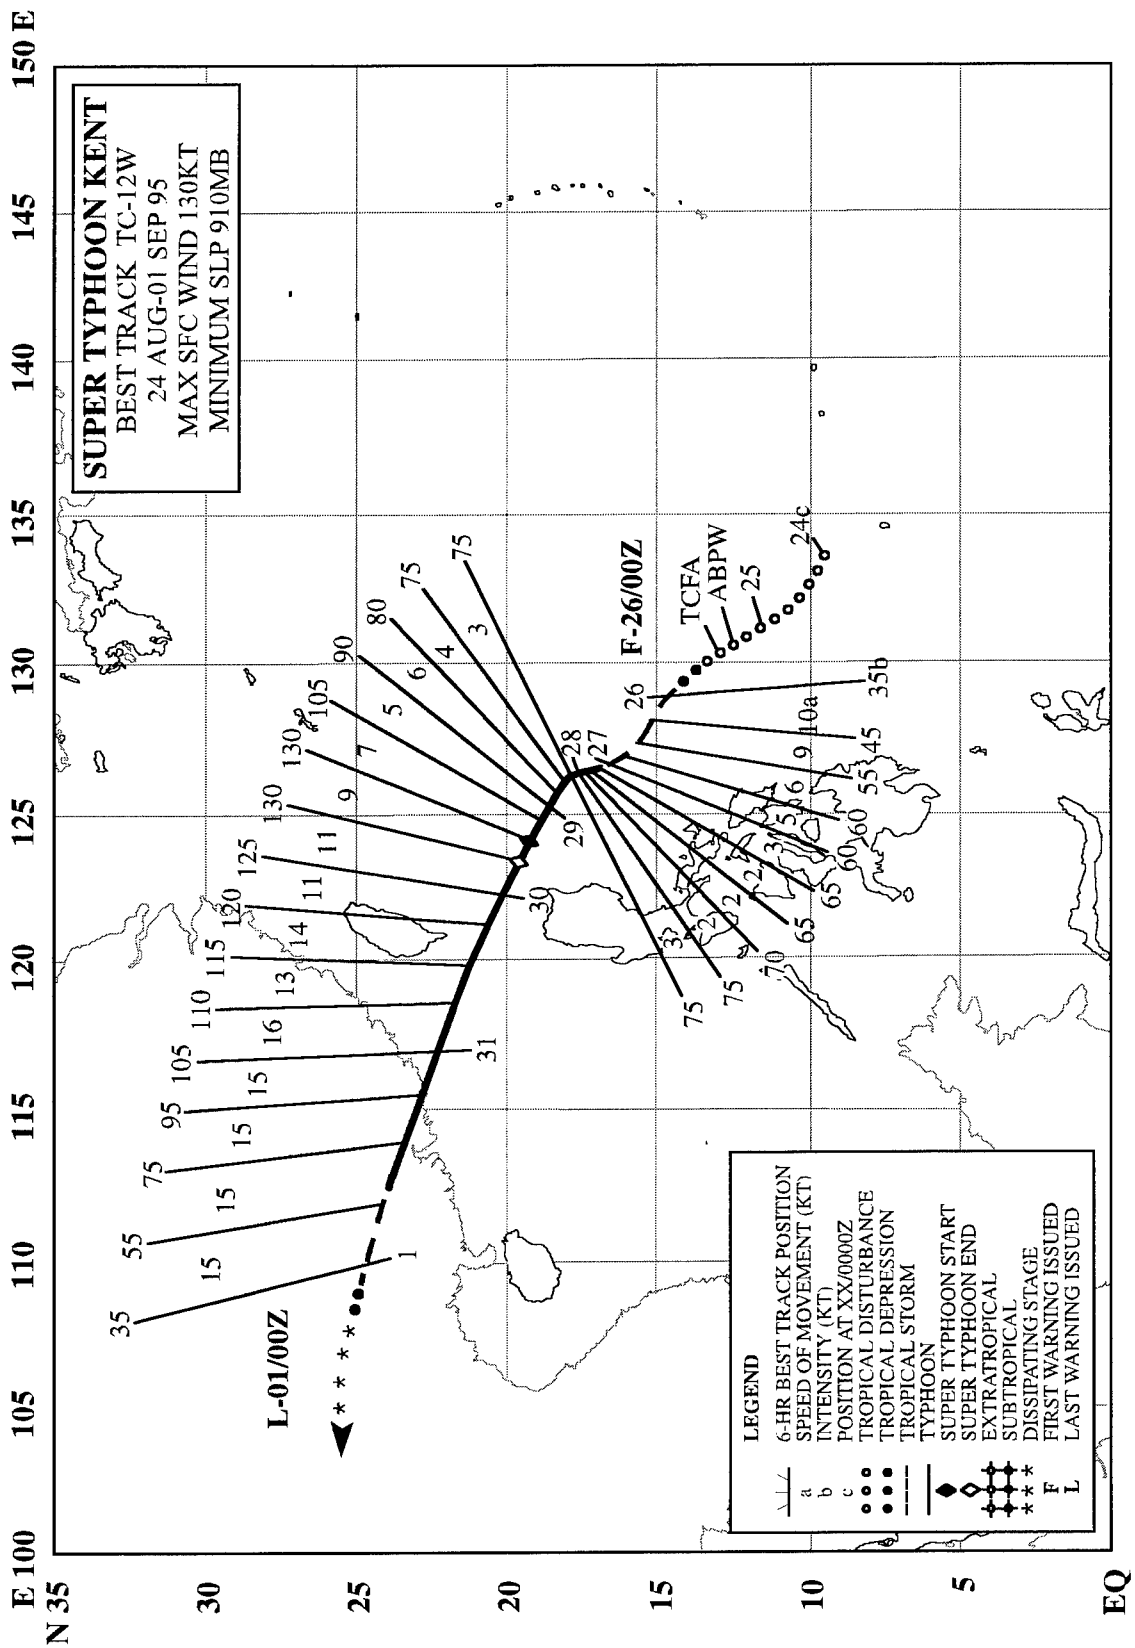 SUPER TYPHOON KENT
BEST TRACK TC-12W
24 AUG-01 SEP 95
MAX SFC WIND 130KT
MINIMUM SLP 910MB
E 100
105
110
115
120
125
130
135
140
145
150 E
N 35
30
25
20
15
10
5
EQ
35
55
75
95
105
110
115
120
125
130
130
105
90
80
75
75
15
15
15
15
16
13
14
11
11
9
7
5
6
4
3
L-01/00Z
1
31
30
29
28
27
26
F-26/00Z
TCFA
ABPW
25
24c
75
75
70
65
65
60
60
55
45
35b
3
2
2
2
3
5
6
9
10a
LEGEND
6-HR BEST TRACK POSITION
a SPEED OF MOVEMENT (KT)
b INTENSITY (KT)
c POSITION AT XX/0000Z
TROPICAL DISTURBANCE
TROPICAL DEPRESSION
TROPICAL STORM
TYPHOON
SUPER TYPHOON START
SUPER TYPHOON END
EXTRATROPICAL
SUBTROPICAL
*** DISSIPATING STAGE
F FIRST WARNING ISSUED
L LAST WARNING ISSUED